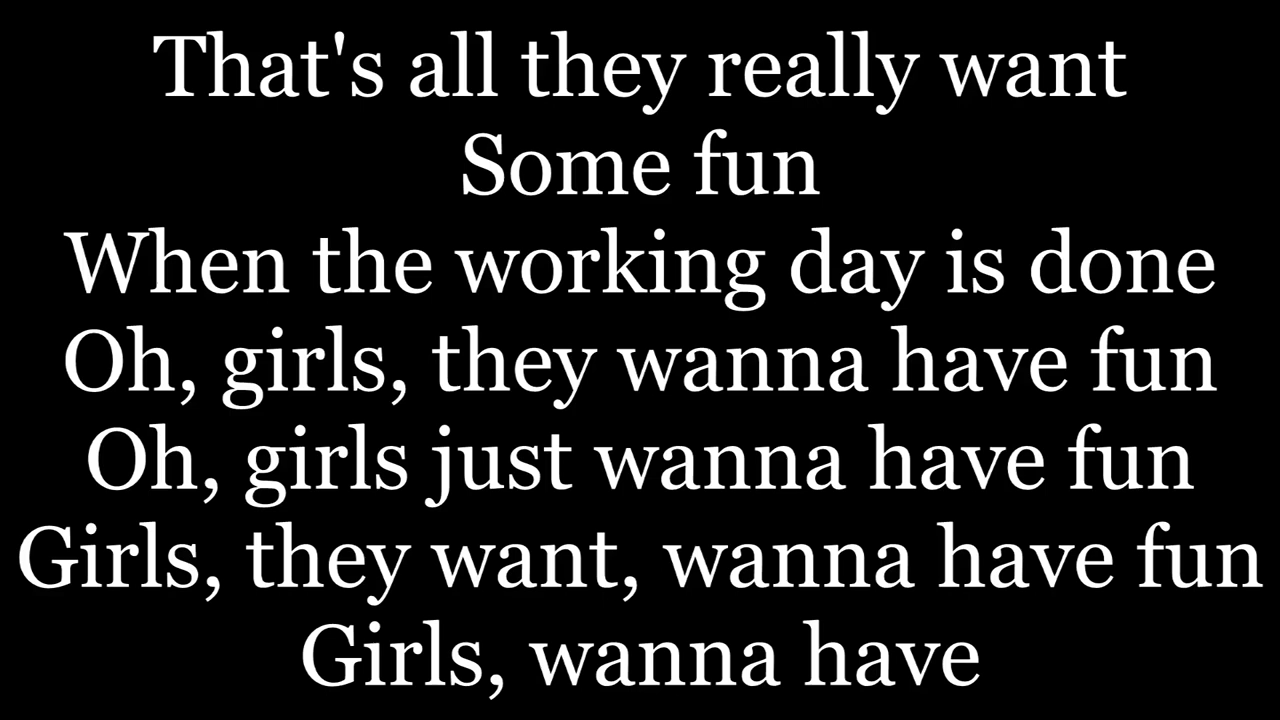 That's all they really want
Some fun
When the working day is done
Oh, girls, they wanna have fun
Oh, girls just wanna have fun
Girls, they want, wanna have fun
Girls, wanna have